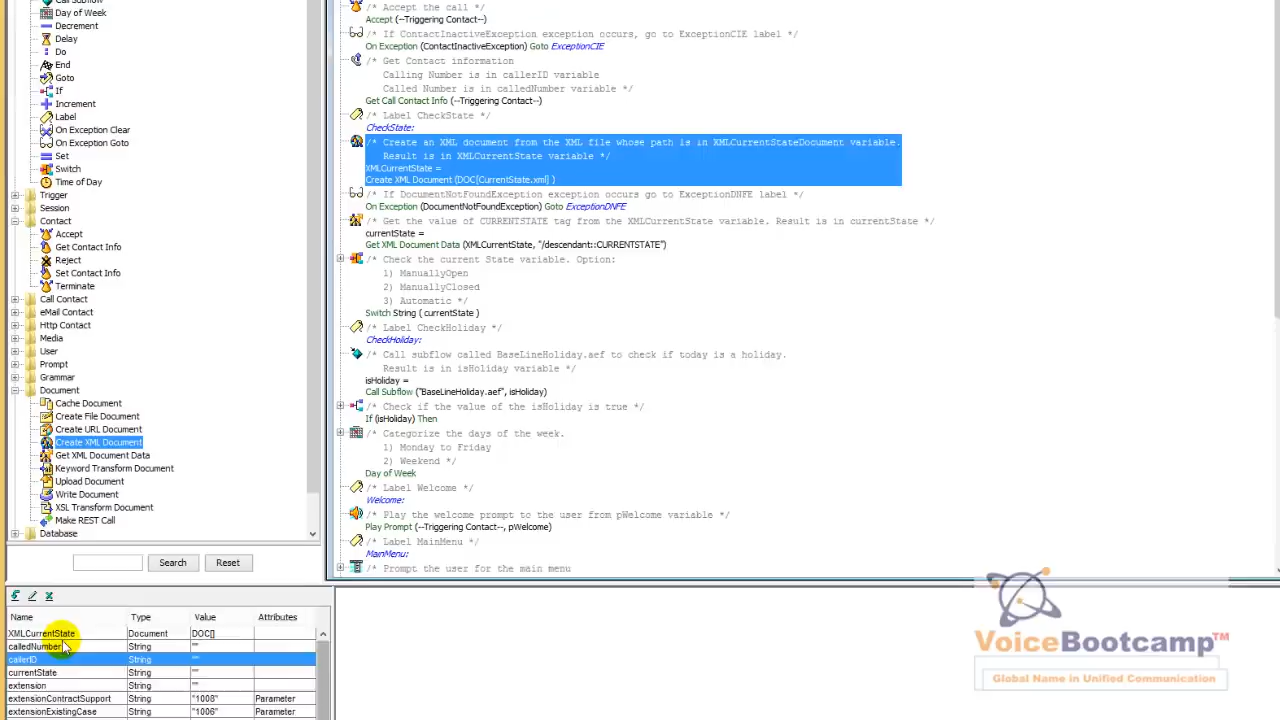 Call Subflow
Day of Week
Decrement
Delay
Do
End
Goto
If
Increment
Label
On Exception Clear
On Exception Goto
Set
Switch
Time of Day
Trigger
Session
Contact
Accept
Get Contact Info
Reject
Set Contact Info
Terminate
Call Contact
eMail Contact
Http Contact
Media
User
Prompt
Grammar
Document
Cache Document
Create File Document
Create URL Document
Create XML Document
Get XML Document Data
Keyword Transform Document
Upload Document
Write Document
XSL Transform Document
Make REST Call
Database
Search Reset
/* Accept the call */
Accept (--Triggering Contact--)
/* If ContactInactiveException exception occurs, go to ExceptionCIE label */
On Exception (ContactInactiveException) Goto ExceptionCIE
/* Get Contact information
Calling Number is in callerID variable
Called Number is in calledNumber variable */
Get Call Contact Info (--Triggering Contact--)
/* Label CheckState */
CheckState:
/* Create an XML document from the XML file whose path is in XMLCurrentStateDocument variable.
Result is in XMLCurrentState variable */
XMLCurrentState =
Create XML Document (DOC[CurrentState.xml] )
/* If DocumentNotFoundException exception occurs go to ExceptionDNFE label */
On Exception (DocumentNotFoundException) Goto ExceptionDNFE
/* Get the value of CURRENTSTATE tag from the XMLCurrentState variable. Result is in currentState */
currentState =
Get XML Document Data (XMLCurrentState, "/descendant::CURRENTSTATE")
/* Check the current State variable. Option:
1) ManuallyOpen
2) ManuallyClosed
3) Automatic */
Switch String ( currentState )
/* Label CheckHoliday */
CheckHoliday:
/* Call subflow called BaseLineHoliday.aef to check if today is a holiday.
Result is in isHoliday variable */
isHoliday =
Call Subflow ("BaseLineHoliday.aef", isHoliday)
/* Check if the value of the isHoliday is true */
If (isHoliday) Then
/* Categorize the days of the week.
1) Monday to Friday
2) Weekend */
Day of Week
/* Label Welcome */
Welcome:
/* Play the welcome prompt to the user from pWelcome variable */
Play Prompt (--Triggering Contact--, pWelcome)
/* Label MainMenu */
MainMenu:
/* Prompt the user for the main menu
Name Type Value Attributes
XMLCurrentState Document DOC[]
calledNumber String ""
callerID String ""
currentState String ""
extension String ""
extensionContractSupport String "1008" Parameter
extensionExistingCase String "1006" Parameter
VoiceBootcamp™
Global Name in Unified Communication